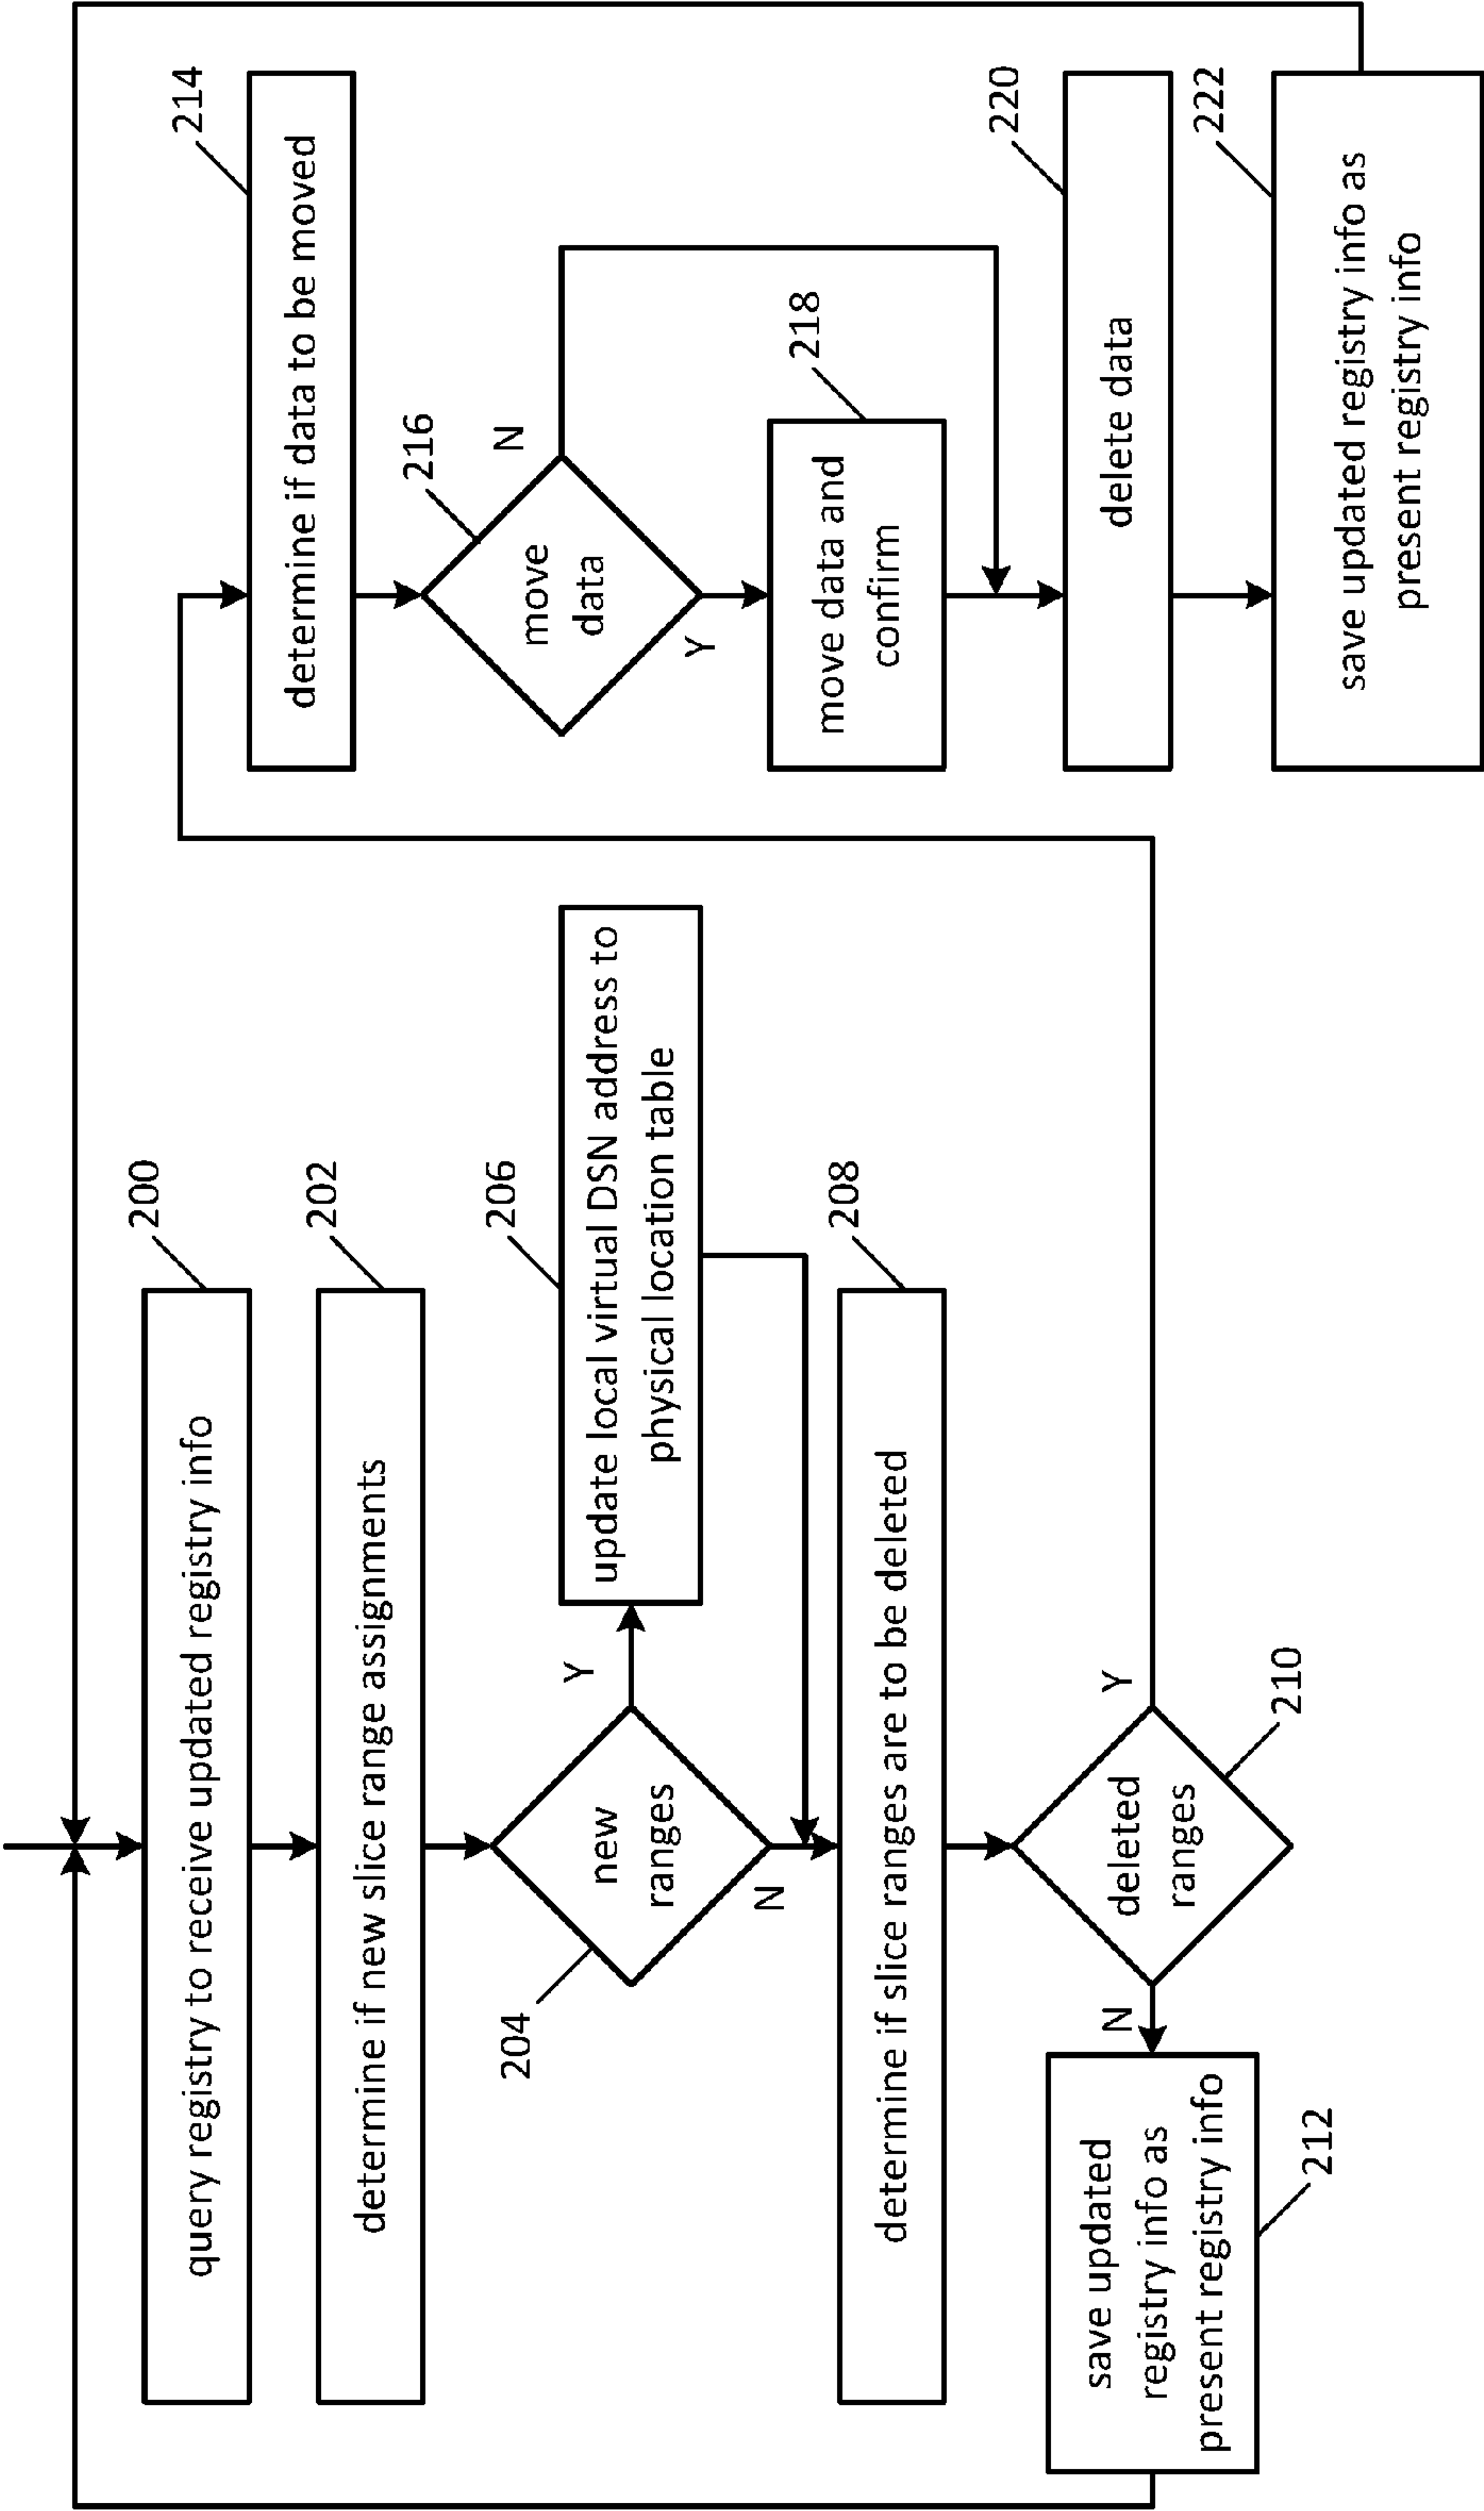 200
query registry to receive updated registry info
202
determine if new slice range assignments
204
new
ranges
Y
N
206
update local virtual DSN address to
physical location table
208
determine if slice ranges are to be deleted
210
deleted
ranges
N
Y
212
save updated
registry info as
present registry info
214
determine if data to be moved
216
move
data
N
Y
218
move data and
confirm
220
delete data
222
save updated registry info as
present registry info